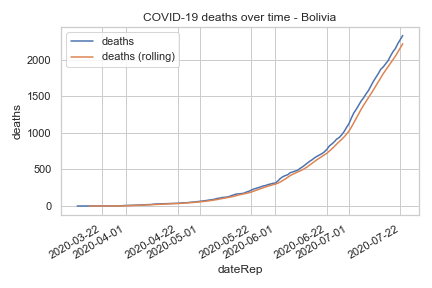 COVID-19 deaths over time - Bolivia
deaths
deaths (rolling)
deaths
2000
1500
1000
500
0
2020-03-22
2020-04-01
2020-04-22
2020-05-01
2020-05-22
2020-06-01
2020-06-22
2020-07-01
2020-07-22
dateRep